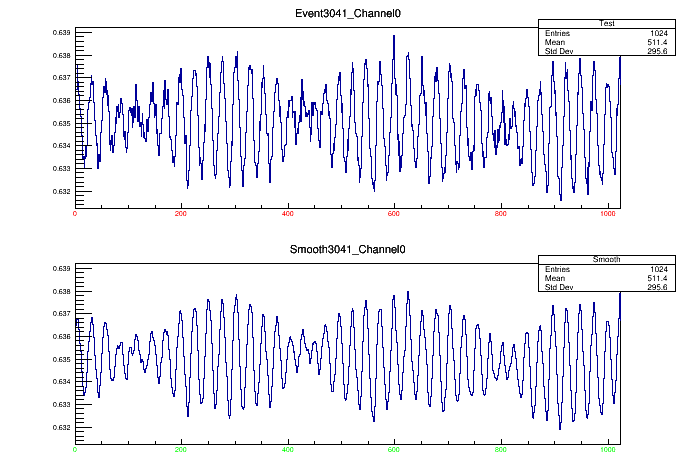 Event3041_Channel0
Test
Entries 1024
Mean 511.4
Std Dev 295.6
0.639
0.638
0.637
0.636
0.635
0.634
0.633
0.632
0 200 400 600 800 1000
Smooth3041_Channel0
Smooth
Entries 1024
Mean 511.4
Std Dev 295.6
0.639
0.638
0.637
0.636
0.635
0.634
0.633
0.632
0 200 400 600 800 1000